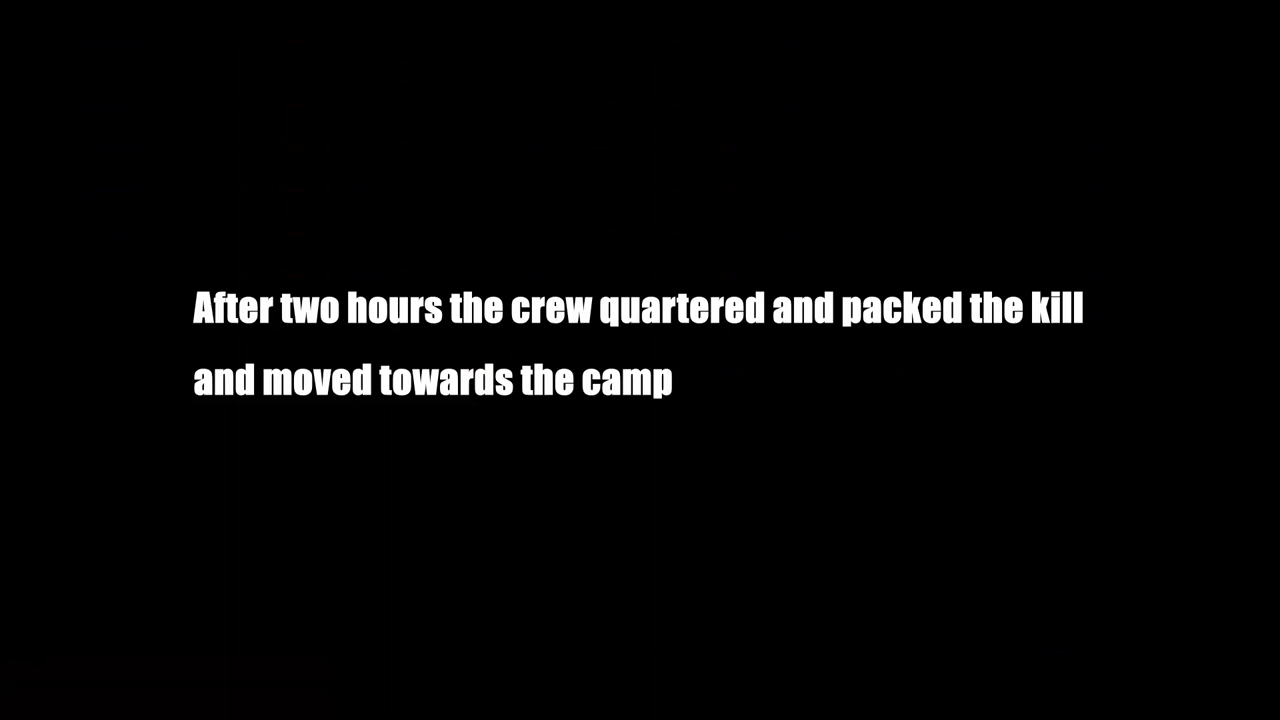 After two hours the crew quartered and packed the kill
and moved towards the camp